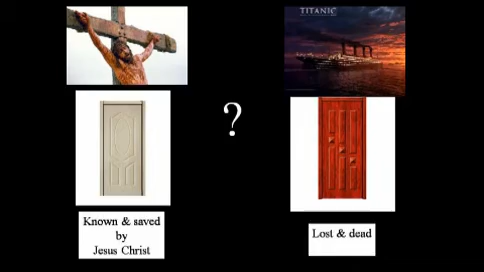 TITANIC
?
Known & saved
by
Jesus Christ
Lost & dead